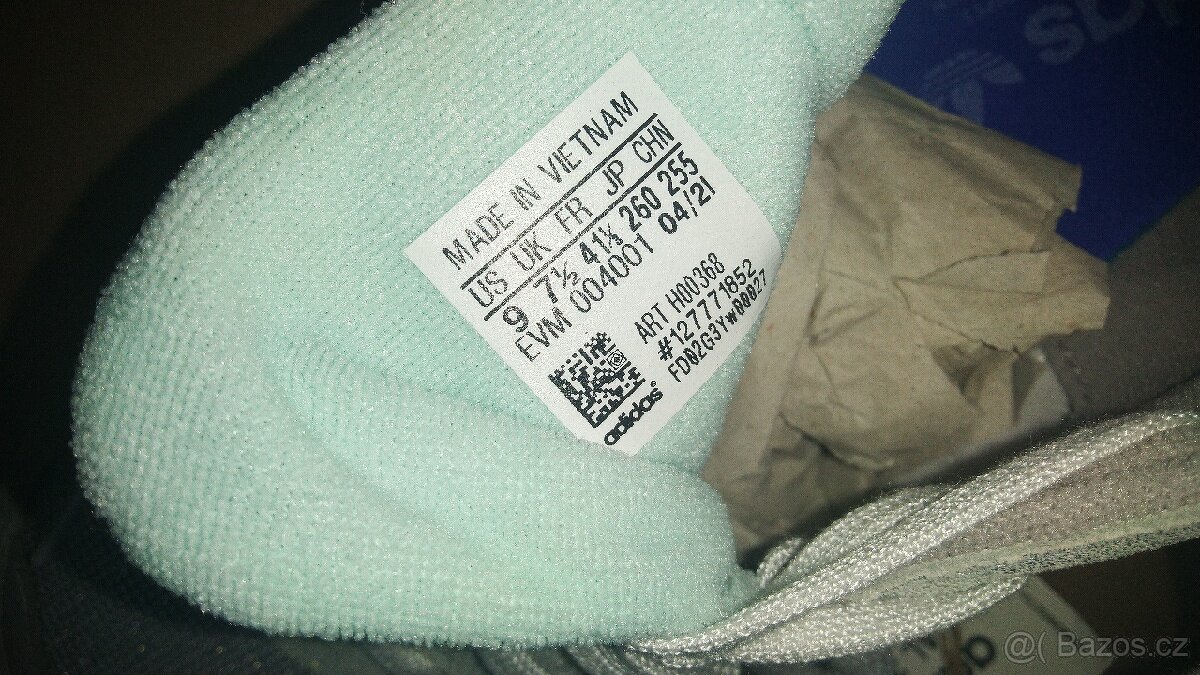 MADE IN VIETNAM
US UK FR JP CHN
9 7½ 41⅓ 260 255
EVM 004001 04/21
ART H00368
#127771852
FD02G3Yw00027
adidas®
@( Bazos.cz